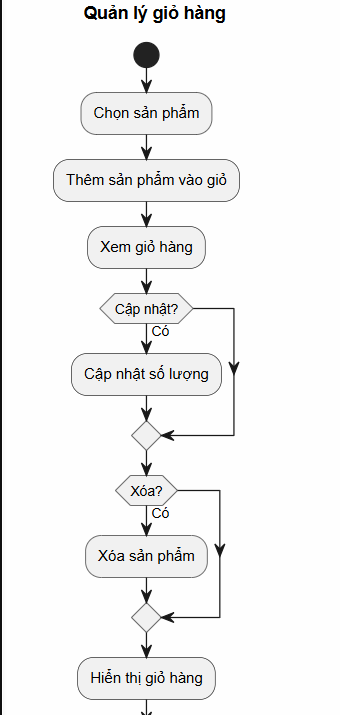 Quản lý giỏ hàng
Chọn sản phẩm
Thêm sản phẩm vào giỏ
Xem giỏ hàng
Cập nhật?
Có
Cập nhật số lượng
Xóa?
Có
Xóa sản phẩm
Hiển thị giỏ hàng